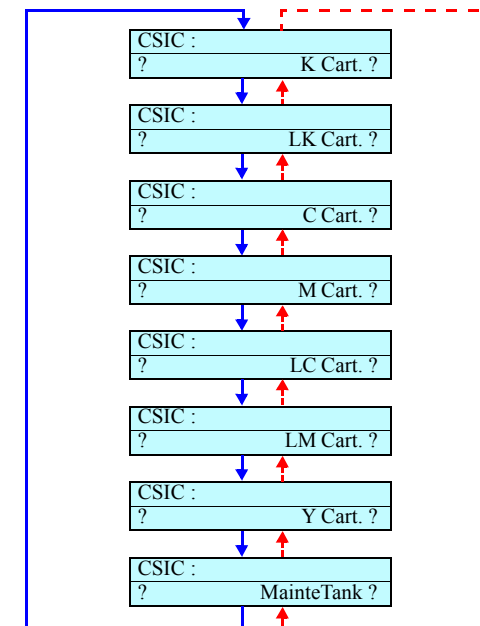 CSIC :
? K Cart. ?
CSIC :
? LK Cart. ?
CSIC :
? C Cart. ?
CSIC :
? M Cart. ?
CSIC :
? LC Cart. ?
CSIC :
? LM Cart. ?
CSIC :
? Y Cart. ?
CSIC :
? MainteTank ?